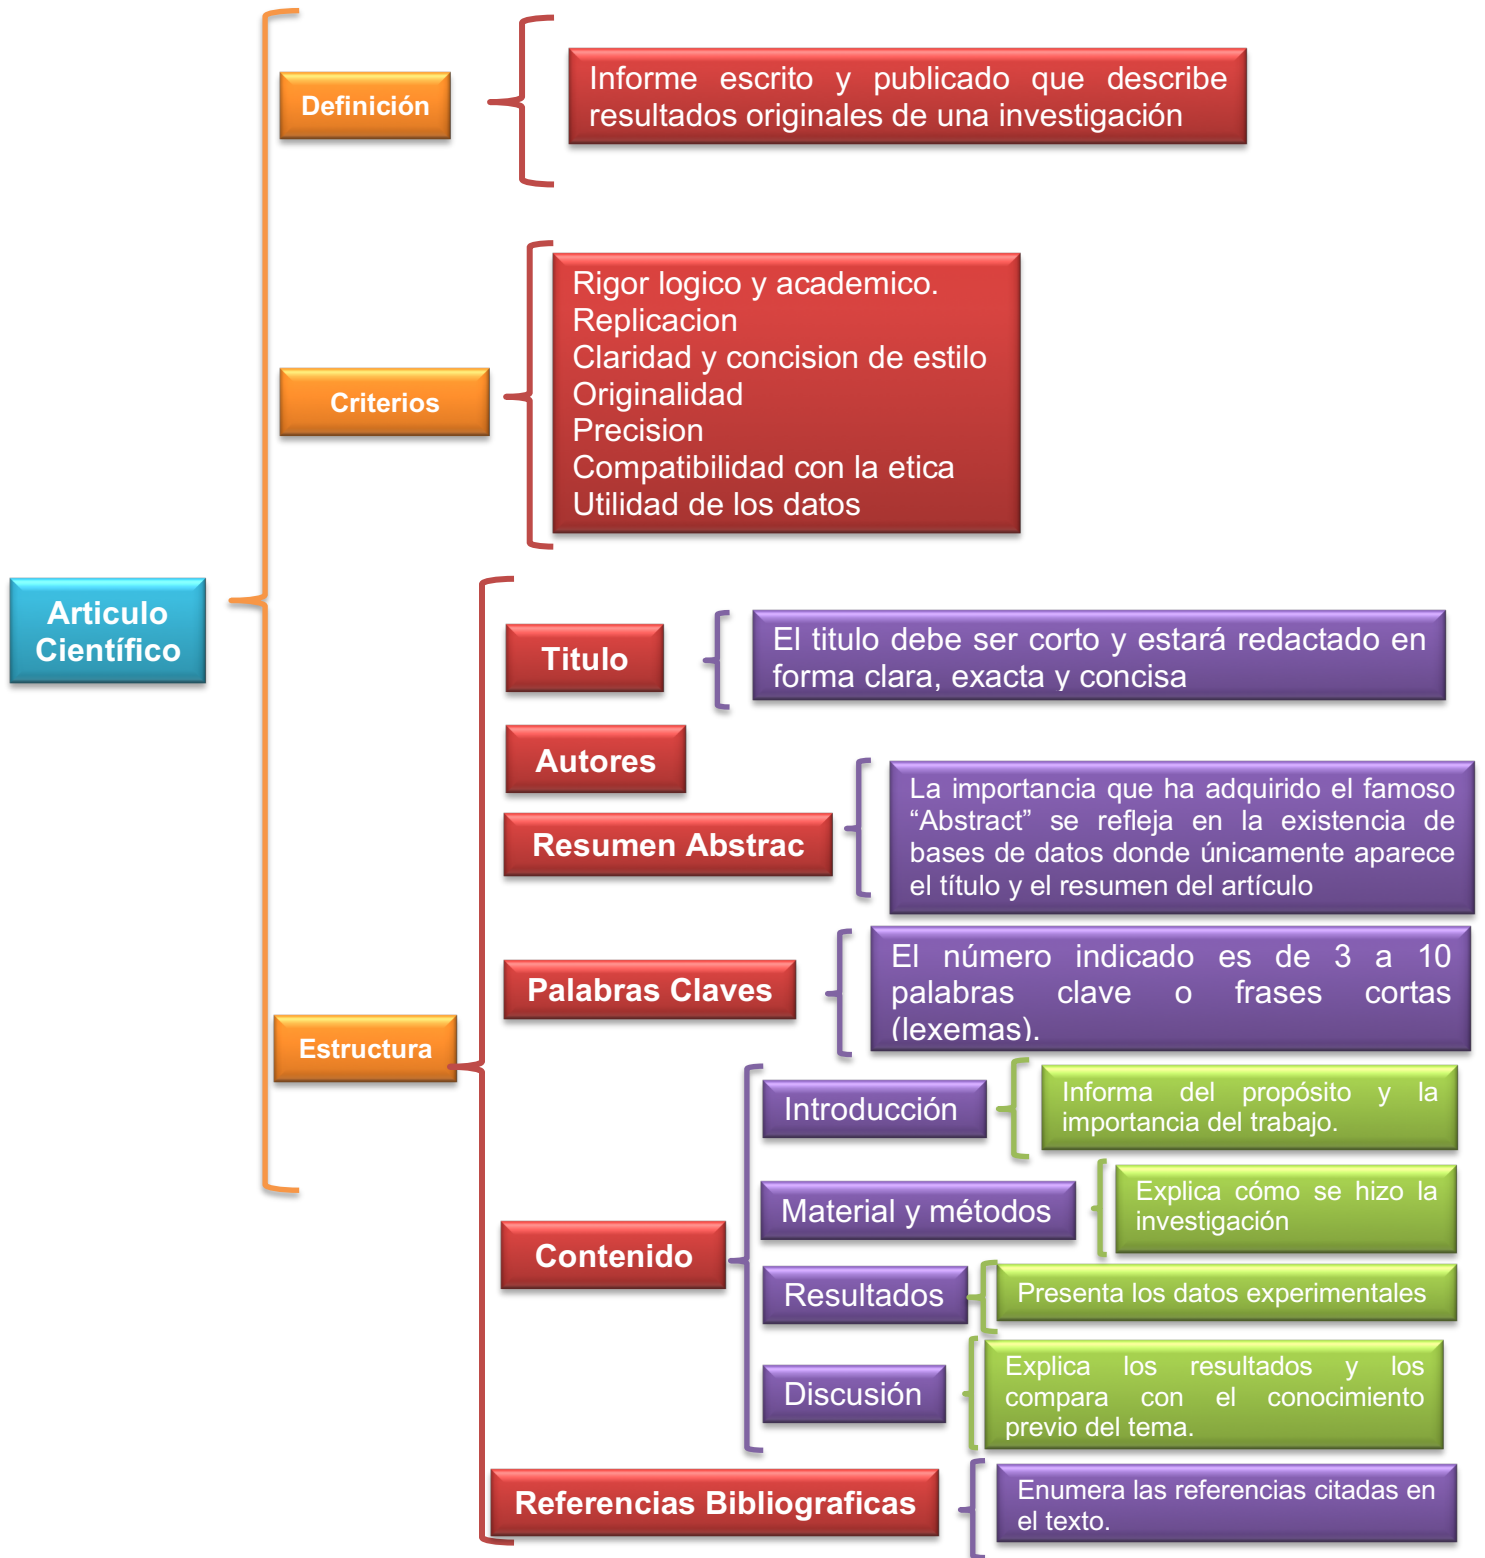 Definición
Informe escrito y publicado que describe
resultados originales de una investigación
Criterios
Rigor logico y academico.
Replicacion
Claridad y concision de estilo
Originalidad
Precision
Compatibilidad con la etica
Utilidad de los datos
Articulo
Científico
Estructura
Titulo
El titulo debe ser corto y estará redactado en
forma clara, exacta y concisa
Autores
Resumen Abstrac
La importancia que ha adquirido el famoso
“Abstract” se refleja en la existencia de
bases de datos donde únicamente aparece
el título y el resumen del artículo
Palabras Claves
El número indicado es de 3 a 10
palabras clave o frases cortas
(lexemas).
Contenido
Introducción
Informa del propósito y la
importancia del trabajo.
Material y métodos
Explica cómo se hizo la
investigación
Resultados
Presenta los datos experimentales
Discusión
Explica los resultados y los
compara con el conocimiento
previo del tema.
Referencias Bibliograficas
Enumera las referencias citadas en
el texto.